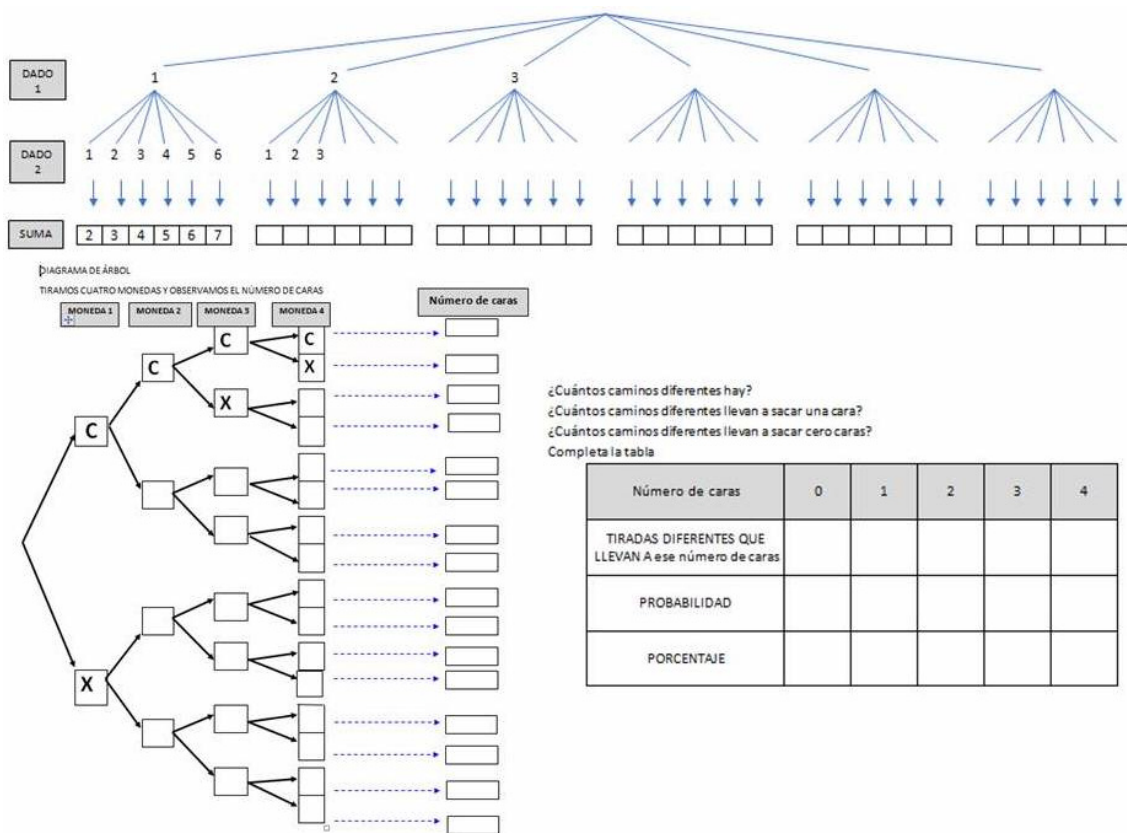 DADO 1
1 2 3
DADO 2
1 2 3 4 5 6 1 2 3
SUMA 2 3 4 5 6 7
DIAGRAMA DE ÁRBOL
TIRAMOS CUATRO MONEDAS Y OBSERVAMOS EL NÚMERO DE CARAS
MONEDA 1 MONEDA 2 MONEDA 3 MONEDA 4 Número de caras
C C
C X
X
C
X
¿Cuántos caminos diferentes hay?
¿Cuántos caminos diferentes llevan a sacar una cara?
¿Cuántos caminos diferentes llevan a sacar cero caras?
Completa la tabla
Número de caras 0 1 2 3 4
TIRADAS DIFERENTES QUE
LLEVAN A ese número de caras
PROBABILIDAD
PORCENTAJE